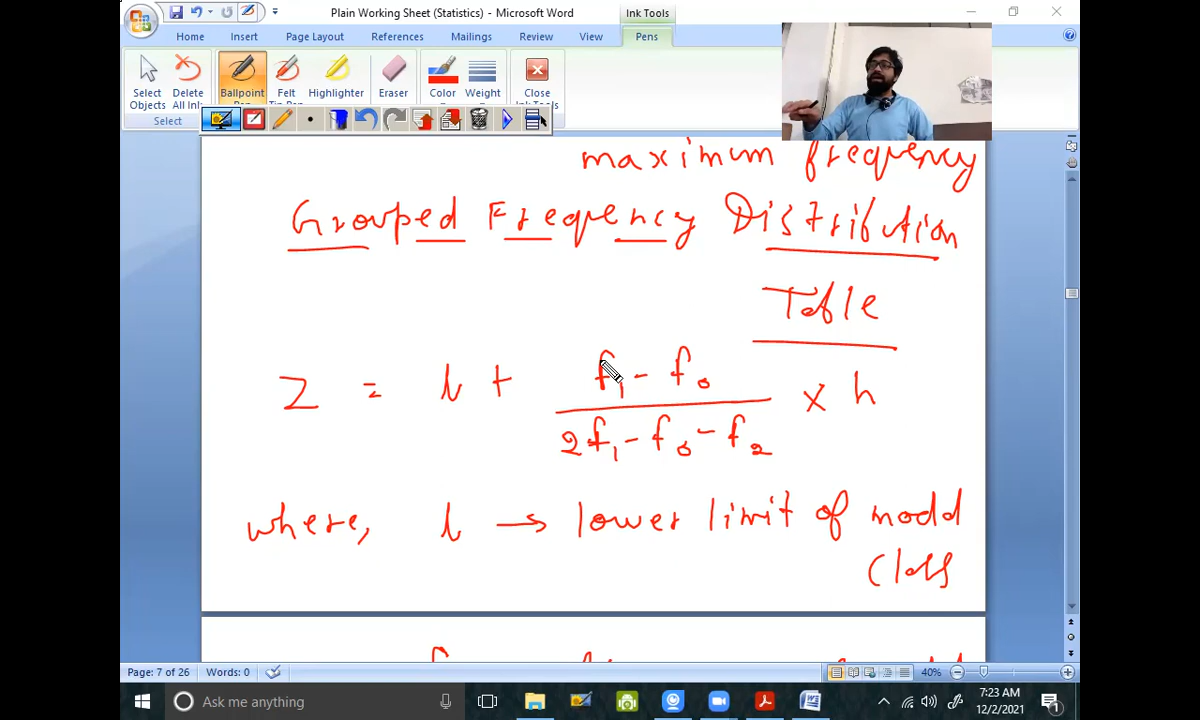 Plain Working Sheet (Statistics) - Microsoft Word
Ink Tools
Home Insert Page Layout References Mailings Review View Pens
Select Objects
Delete All Ink
Ballpoint Pen
Felt Tip Pen
Highlighter
Eraser
Color
Weight
Close Ink Tools
Select
maximum frequency
Grouped Frequency Distribution
Table
Z = l + f₁ - f₀ / 2f₁ - f₀ - f₂ × h
where, l → lower limit of modal
class
Page: 7 of 26 Words: 0 40%
Ask me anything
7:23 AM
12/2/2021